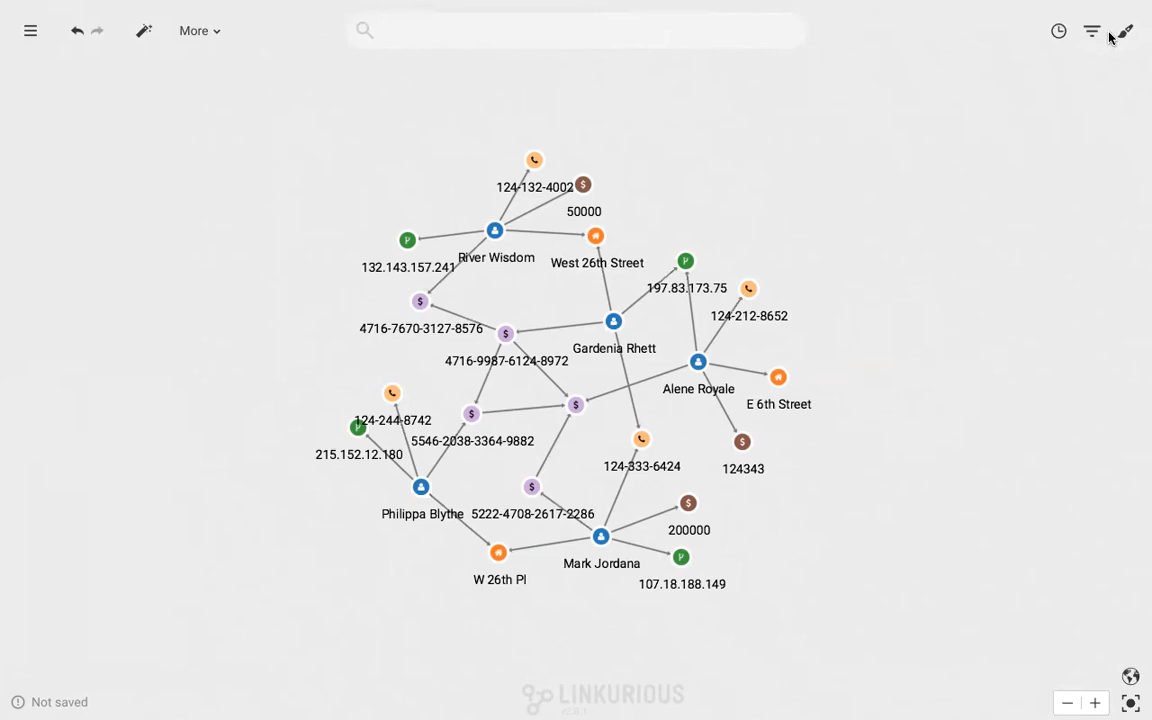 More
124-132-4002
50000
River Wisdom
West 26th Street
132.143.157.241
197.83.173.75
124-212-8652
4716-7670-3127-8576
Gardenia Rhett
4716-9987-6124-8972
Alene Royale
E 6th Street
124-244-8742
5546-2038-3364-9882
215.152.12.180
124-333-6424
124343
Philippa Blythe
5222-4708-2617-2286
200000
Mark Jordana
W 26th Pl
107.18.188.149
Not saved
LINKURIOUS